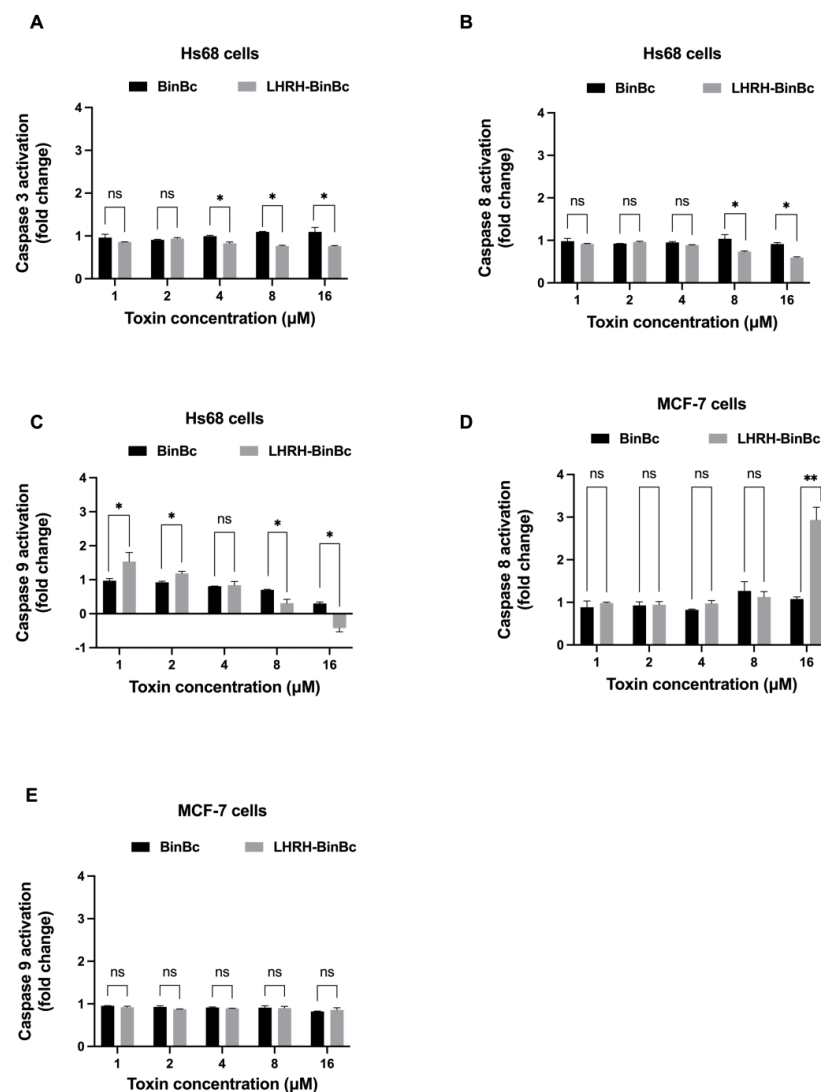 A
Hs68 cells
BinBc LHRH-BinBc
Caspase 3 activation
(fold change)
4
3
2
1
0
ns ns * * *
1 2 4 8 16
Toxin concentration (µM)
B
Hs68 cells
BinBc LHRH-BinBc
Caspase 8 activation
(fold change)
4
3
2
1
0
ns ns ns * *
1 2 4 8 16
Toxin concentration (µM)
C
Hs68 cells
BinBc LHRH-BinBc
Caspase 9 activation
(fold change)
4
3
2
1
0
-1
* * ns * *
1 2 4 8 16
Toxin concentration (µM)
D
MCF-7 cells
BinBc LHRH-BinBc
Caspase 8 activation
(fold change)
4
3
2
1
0
ns ns ns ns **
1 2 4 8 16
Toxin concentration (µM)
E
MCF-7 cells
BinBc LHRH-BinBc
Caspase 9 activation
(fold change)
4
3
2
1
0
ns ns ns ns ns
1 2 4 8 16
Toxin concentration (µM)